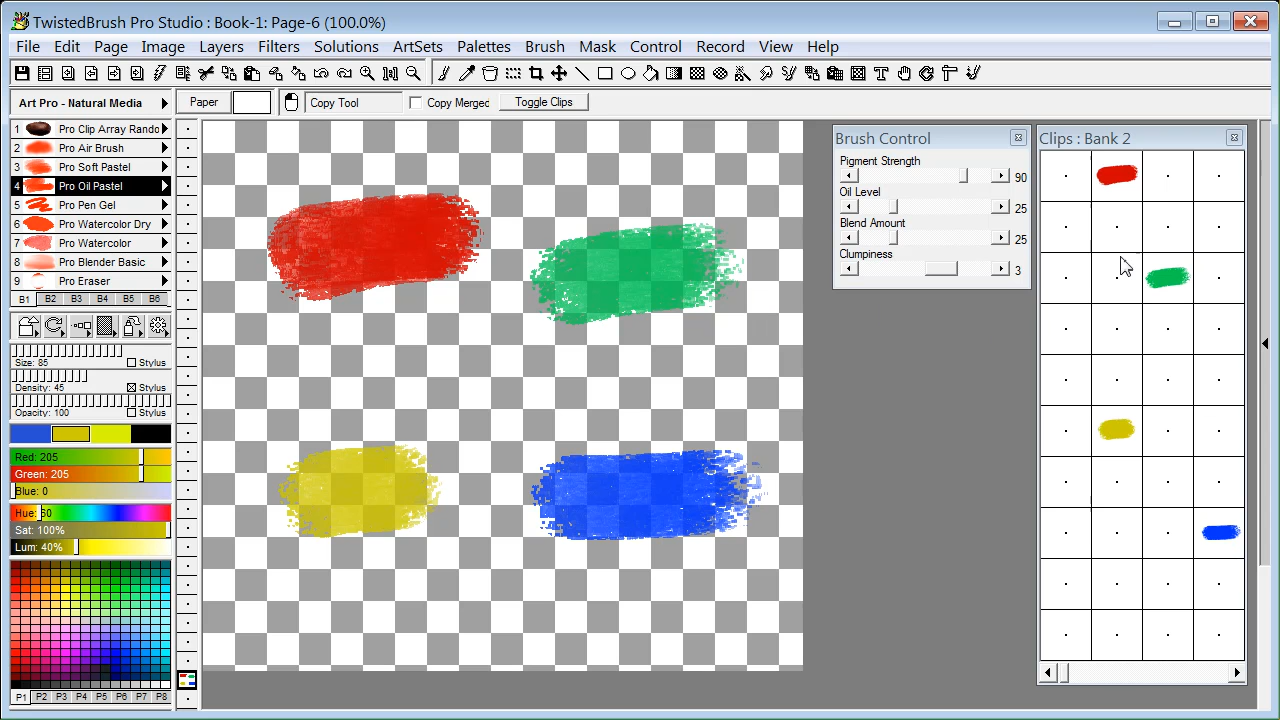 TwistedBrush Pro Studio : Book-1: Page-6 (100.0%)
File Edit Page Image Layers Filters Solutions ArtSets Palettes Brush Mask Control Record View Help
Art Pro - Natural Media
Paper
Copy Tool
Copy Merged
Toggle Clips
1 Pro Clip Array Rando
2 Pro Air Brush
3 Pro Soft Pastel
4 Pro Oil Pastel
5 Pro Pen Gel
6 Pro Watercolor Dry
7 Pro Watercolor
8 Pro Blender Basic
9 Pro Eraser
B1 B2 B3 B4 B5 B6
Size: 85 Stylus
Density: 45 Stylus
Opacity: 100 Stylus
Red: 205
Green: 205
Blue: 0
Hue: 60
Sat: 100%
Lum: 40%
P1 P2 P3 P4 P5 P6 P7 P8
Brush Control
Pigment Strength
90
Oil Level
25
Blend Amount
25
Clumpiness
3
Clips : Bank 2